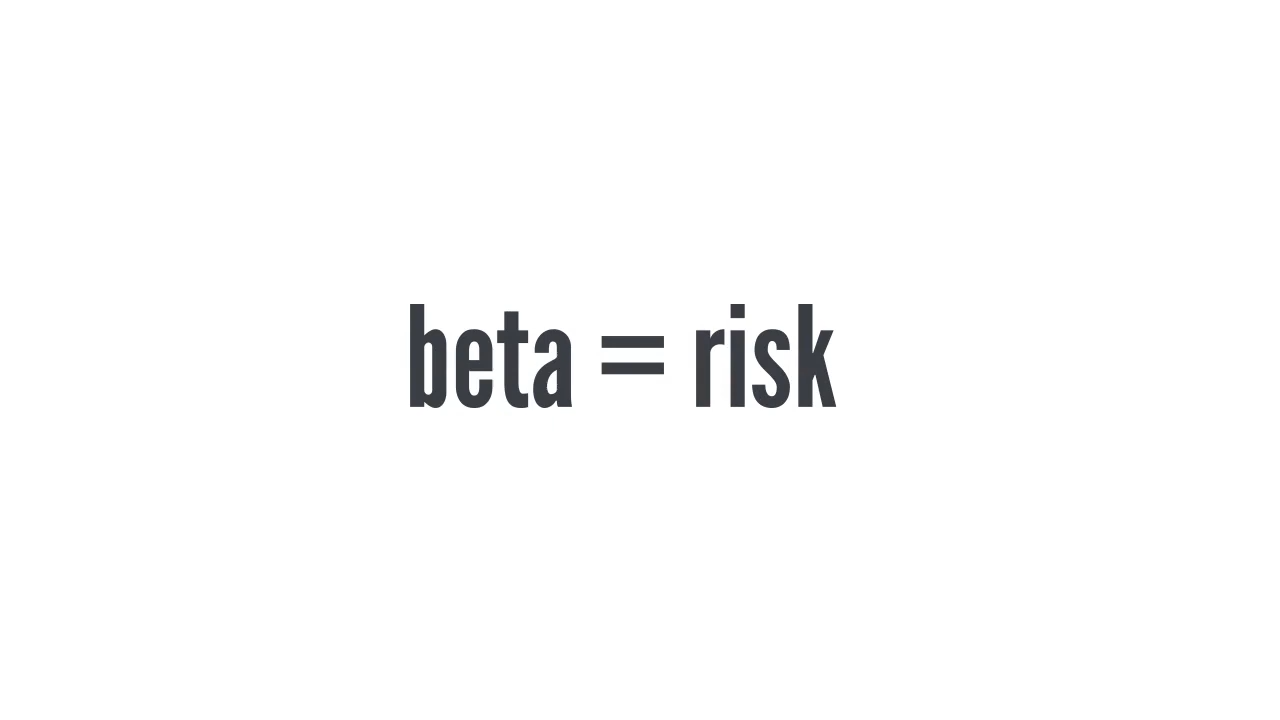 beta = risk